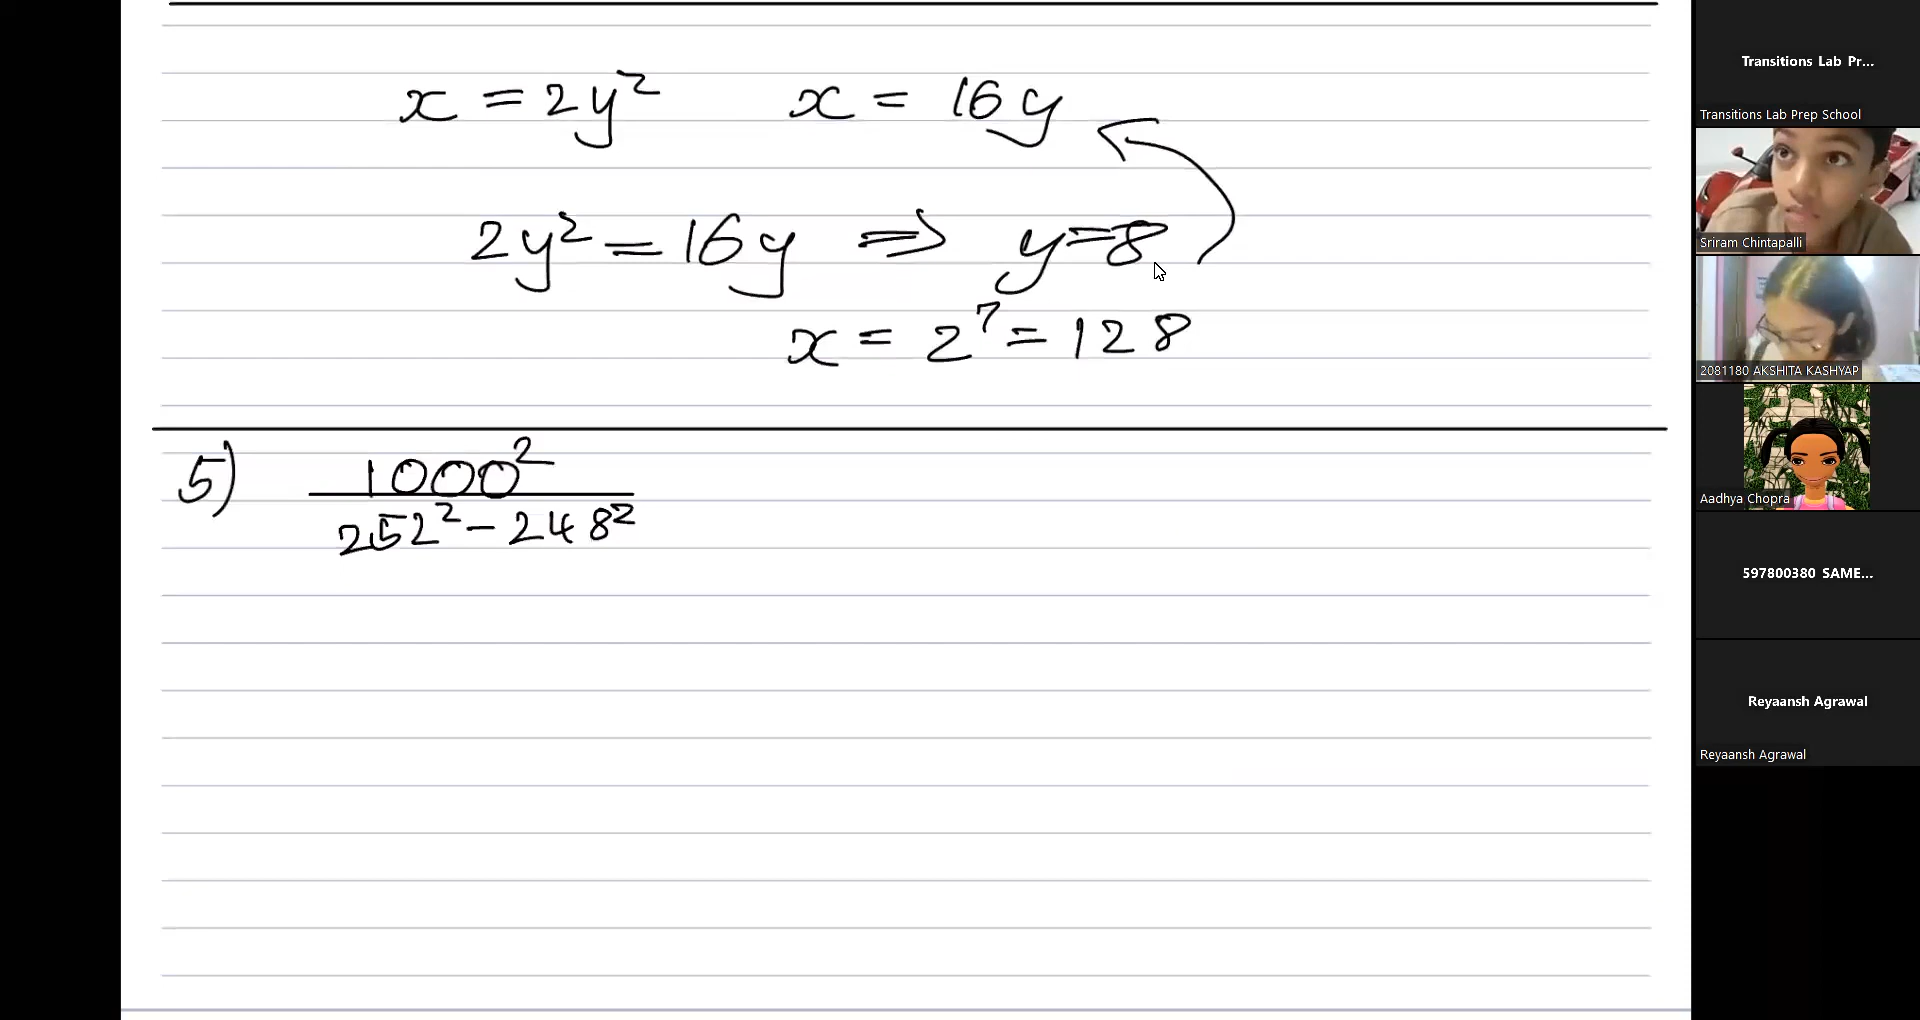 x = 2y² x = 16y
2y² = 16y ⇒ y=8
x = 2⁷ = 128
5) 1000²
252² - 248²
Transitions Lab Pr...
Transitions Lab Prep School
Sriram Chintapalli
2081180 AKSHITA KASHYAP
Aadhya Chopra
597800380 SAME...
Reyaansh Agrawal
Reyaansh Agrawal